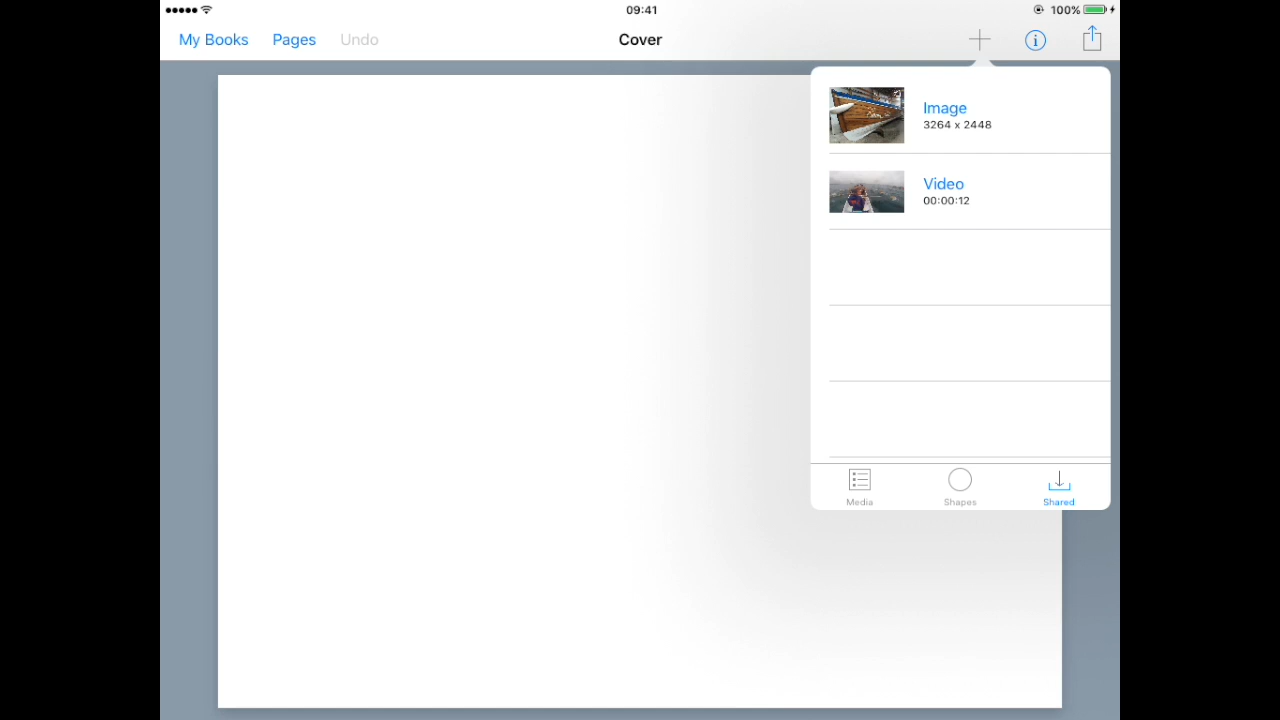 09:41
100%
My Books
Pages
Undo
Cover
Image
3264 x 2448
Video
00:00:12
Media
Shapes
Shared